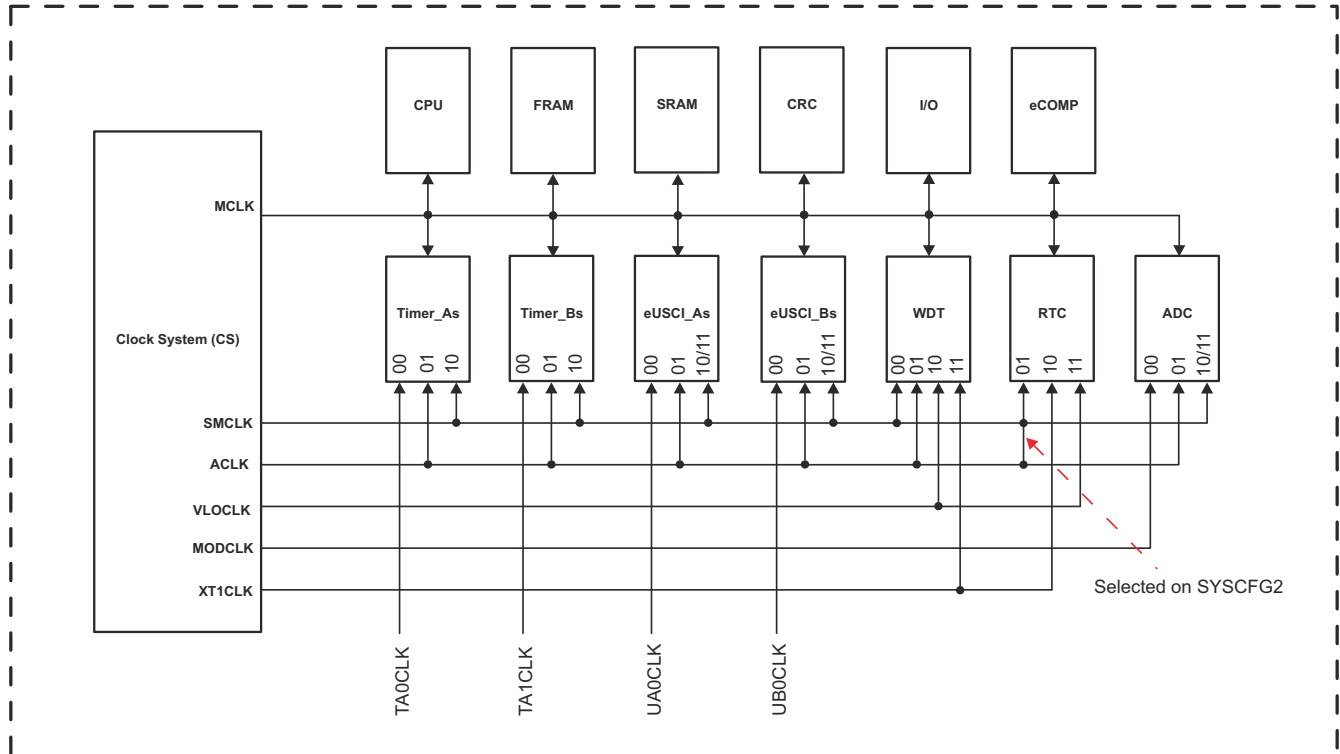 CPU
FRAM
SRAM
CRC
I/O
eCOMP
MCLK
Clock System (CS)
Timer_As
00
01
10
Timer_Bs
00
01
10
eUSCI_As
00
01
10/11
eUSCI_Bs
00
01
10/11
WDT
00
01
10
11
RTC
01
10
11
ADC
00
01
10/11
SMCLK
ACLK
VLOCLK
MODCLK
XT1CLK
Selected on SYSCFG2
TA0CLK
TA1CLK
UA0CLK
UB0CLK